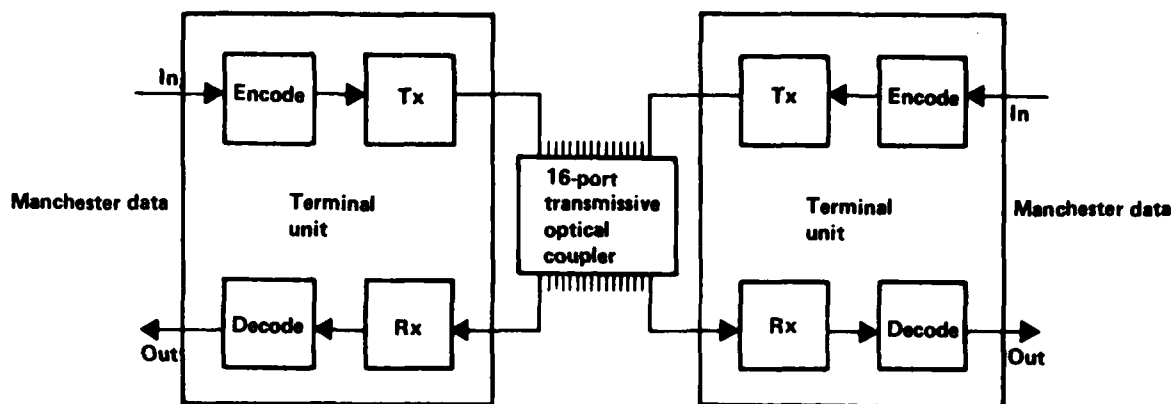 In
Encode
Tx
Tx
Encode
In
Manchester data
Terminal
unit
16-port
transmissive
optical
coupler
Terminal
unit
Manchester data
Decode
Rx
Rx
Decode
Out
Out